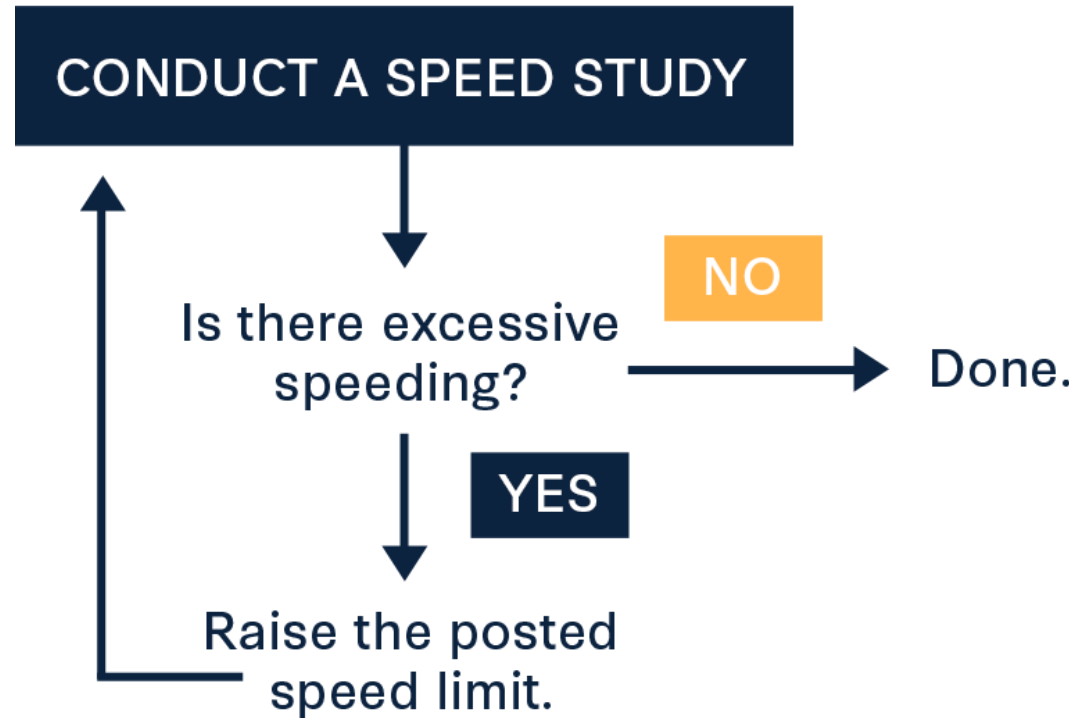 CONDUCT A SPEED STUDY
NO
Is there excessive
speeding?
Done.
YES
Raise the posted
speed limit.